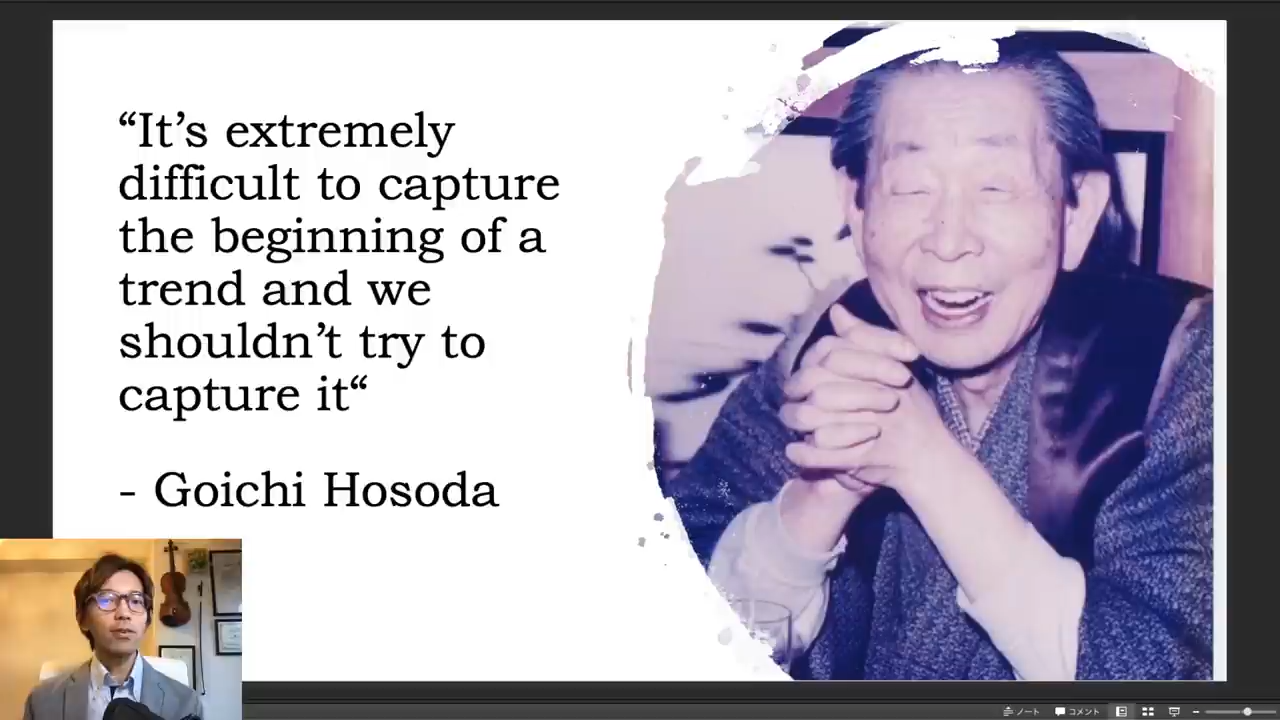 “It’s extremely
difficult to capture
the beginning of a
trend and we
shouldn’t try to
capture it“
- Goichi Hosoda
ノート コメント